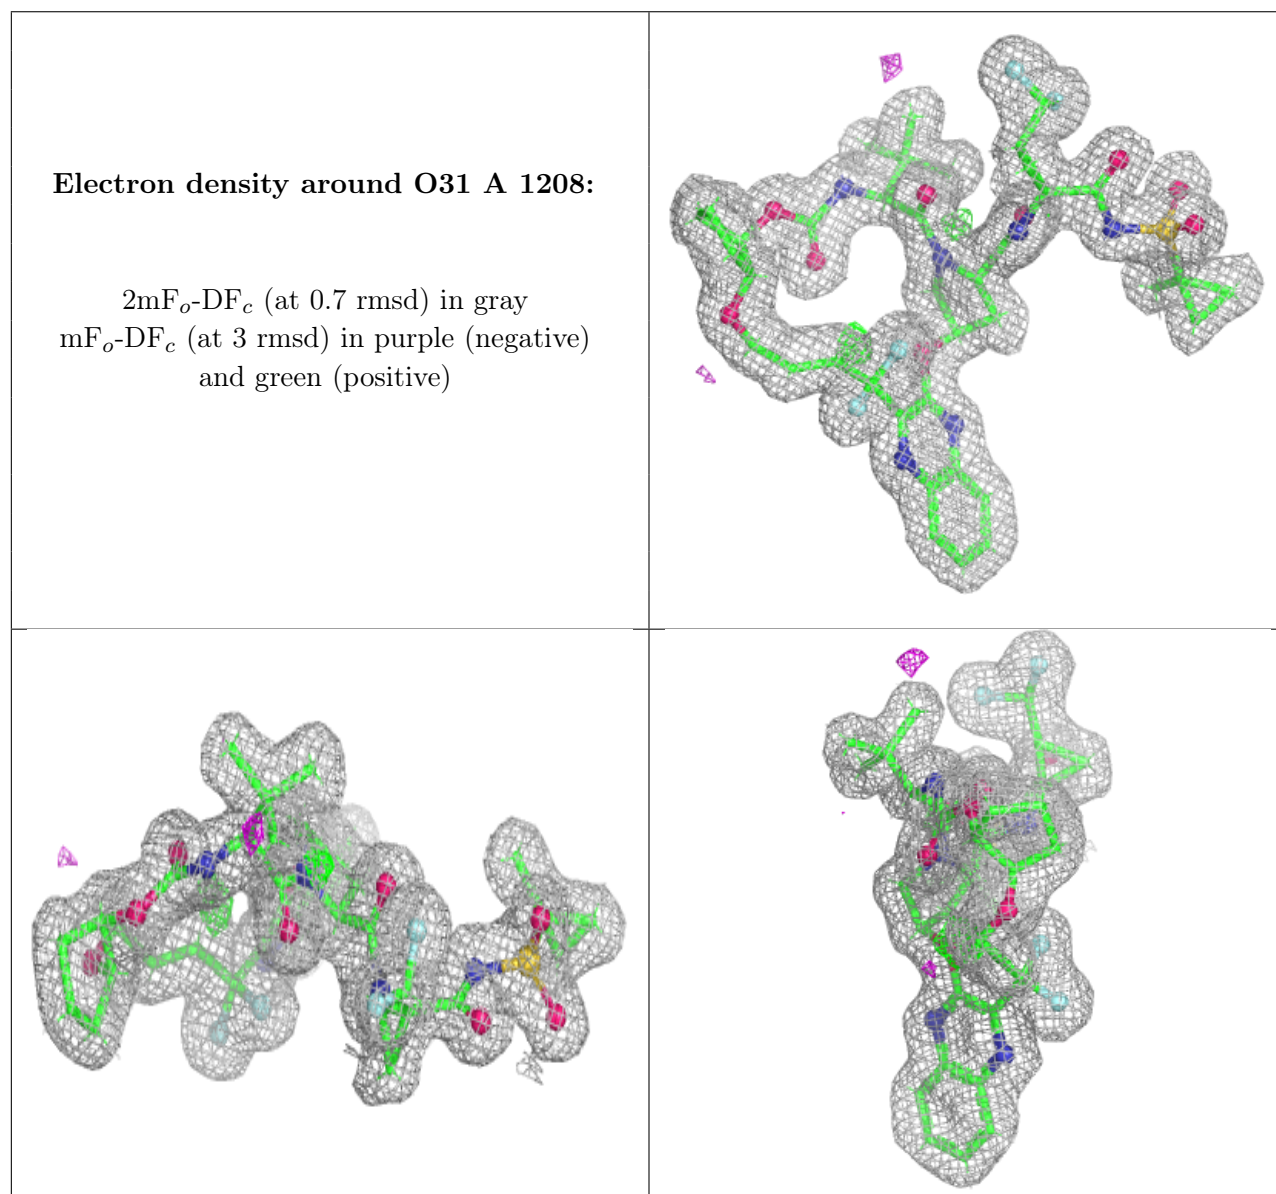 Electron density around O31 A 1208:
2mFo-DFc (at 0.7 rmsd) in gray
mFo-DFc (at 3 rmsd) in purple (negative)
and green (positive)